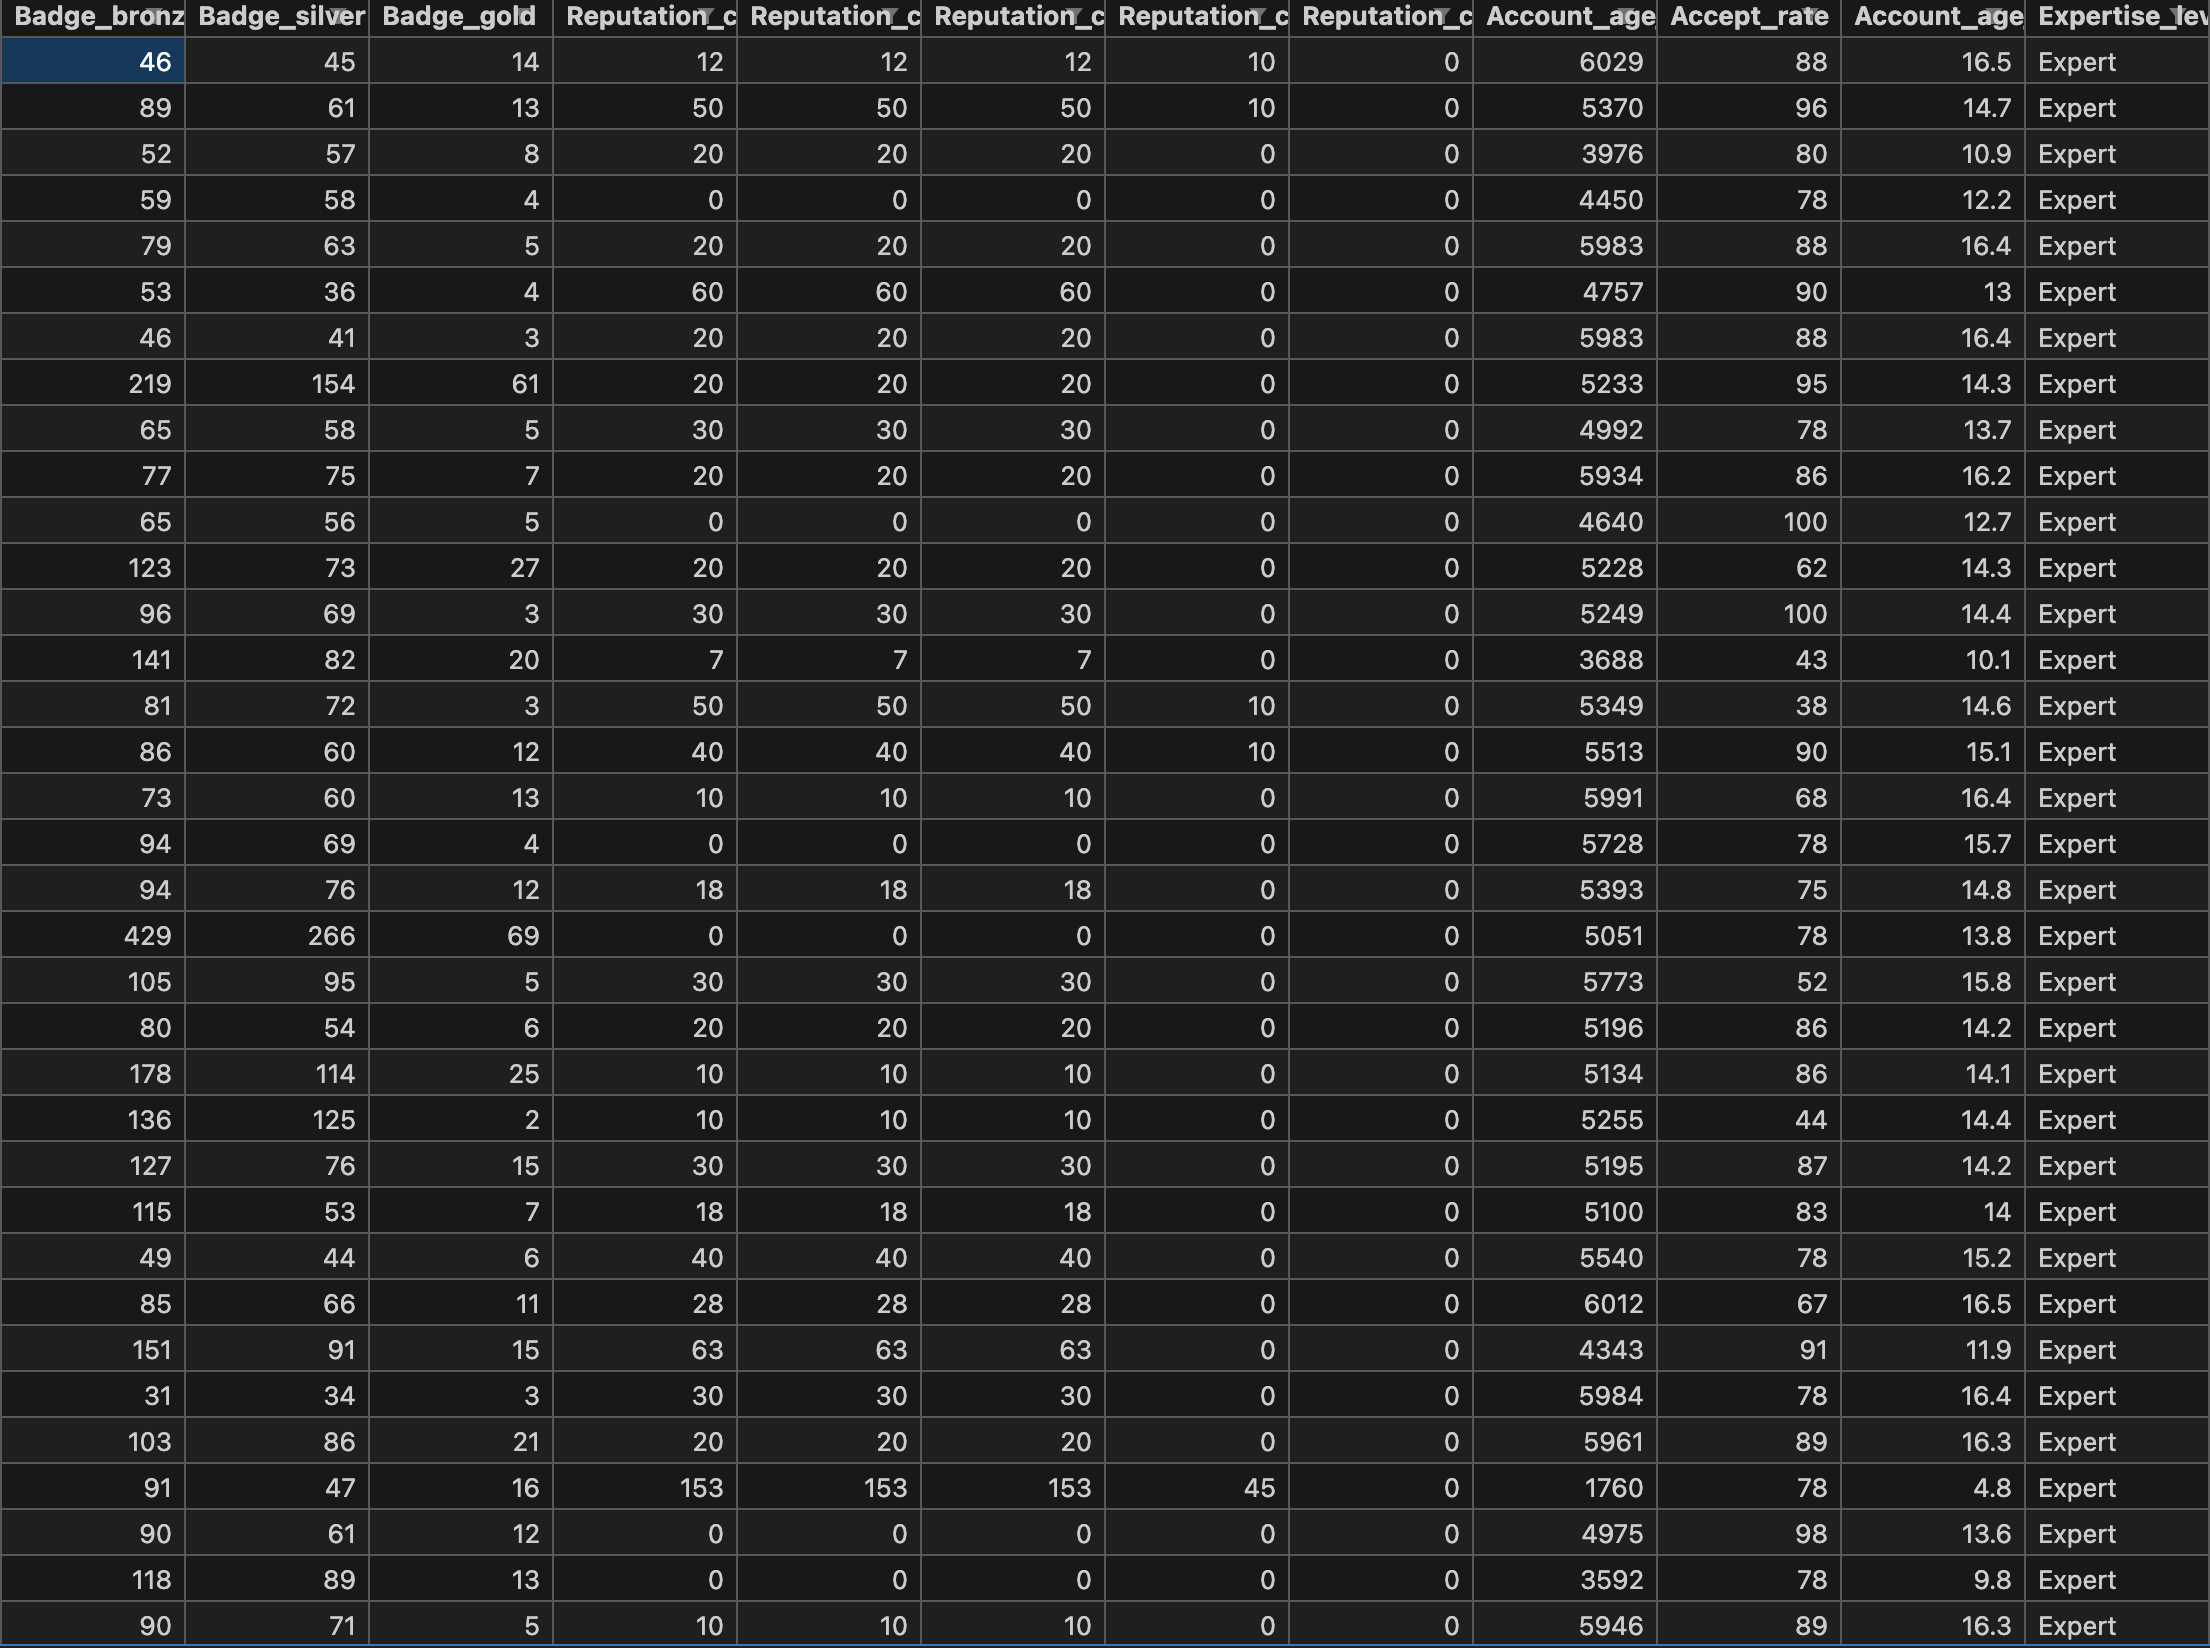 Badge_bronz Badge_silver Badge_gold Reputation_c Reputation_c Reputation_c Reputation_c Reputation_c Account_age Accept_rate Account_age Expertise_lev
46 45 14 12 12 12 10 0 6029 88 16.5 Expert
89 61 13 50 50 50 10 0 5370 96 14.7 Expert
52 57 8 20 20 20 0 0 3976 80 10.9 Expert
59 58 4 0 0 0 0 0 4450 78 12.2 Expert
79 63 5 20 20 20 0 0 5983 88 16.4 Expert
53 36 4 60 60 60 0 0 4757 90 13 Expert
46 41 3 20 20 20 0 0 5983 88 16.4 Expert
219 154 61 20 20 20 0 0 5233 95 14.3 Expert
65 58 5 30 30 30 0 0 4992 78 13.7 Expert
77 75 7 20 20 20 0 0 5934 86 16.2 Expert
65 56 5 0 0 0 0 0 4640 100 12.7 Expert
123 73 27 20 20 20 0 0 5228 62 14.3 Expert
96 69 3 30 30 30 0 0 5249 100 14.4 Expert
141 82 20 7 7 7 0 0 3688 43 10.1 Expert
81 72 3 50 50 50 10 0 5349 38 14.6 Expert
86 60 12 40 40 40 10 0 5513 90 15.1 Expert
73 60 13 10 10 10 0 0 5991 68 16.4 Expert
94 69 4 0 0 0 0 0 5728 78 15.7 Expert
94 76 12 18 18 18 0 0 5393 75 14.8 Expert
429 266 69 0 0 0 0 0 5051 78 13.8 Expert
105 95 5 30 30 30 0 0 5773 52 15.8 Expert
80 54 6 20 20 20 0 0 5196 86 14.2 Expert
178 114 25 10 10 10 0 0 5134 86 14.1 Expert
136 125 2 10 10 10 0 0 5255 44 14.4 Expert
127 76 15 30 30 30 0 0 5195 87 14.2 Expert
115 53 7 18 18 18 0 0 5100 83 14 Expert
49 44 6 40 40 40 0 0 5540 78 15.2 Expert
85 66 11 28 28 28 0 0 6012 67 16.5 Expert
151 91 15 63 63 63 0 0 4343 91 11.9 Expert
31 34 3 30 30 30 0 0 5984 78 16.4 Expert
103 86 21 20 20 20 0 0 5961 89 16.3 Expert
91 47 16 153 153 153 45 0 1760 78 4.8 Expert
90 61 12 0 0 0 0 0 4975 98 13.6 Expert
118 89 13 0 0 0 0 0 3592 78 9.8 Expert
90 71 5 10 10 10 0 0 5946 89 16.3 Expert